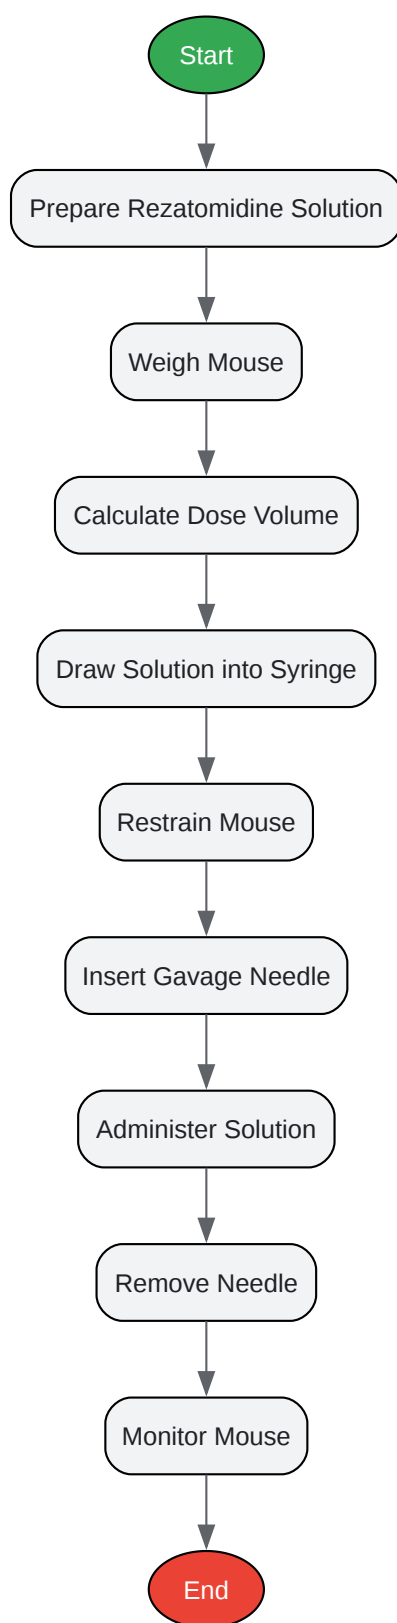 Start
Prepare Rezatomidine Solution
Weigh Mouse
Calculate Dose Volume
Draw Solution into Syringe
Restrain Mouse
Insert Gavage Needle
Administer Solution
Remove Needle
Monitor Mouse
End